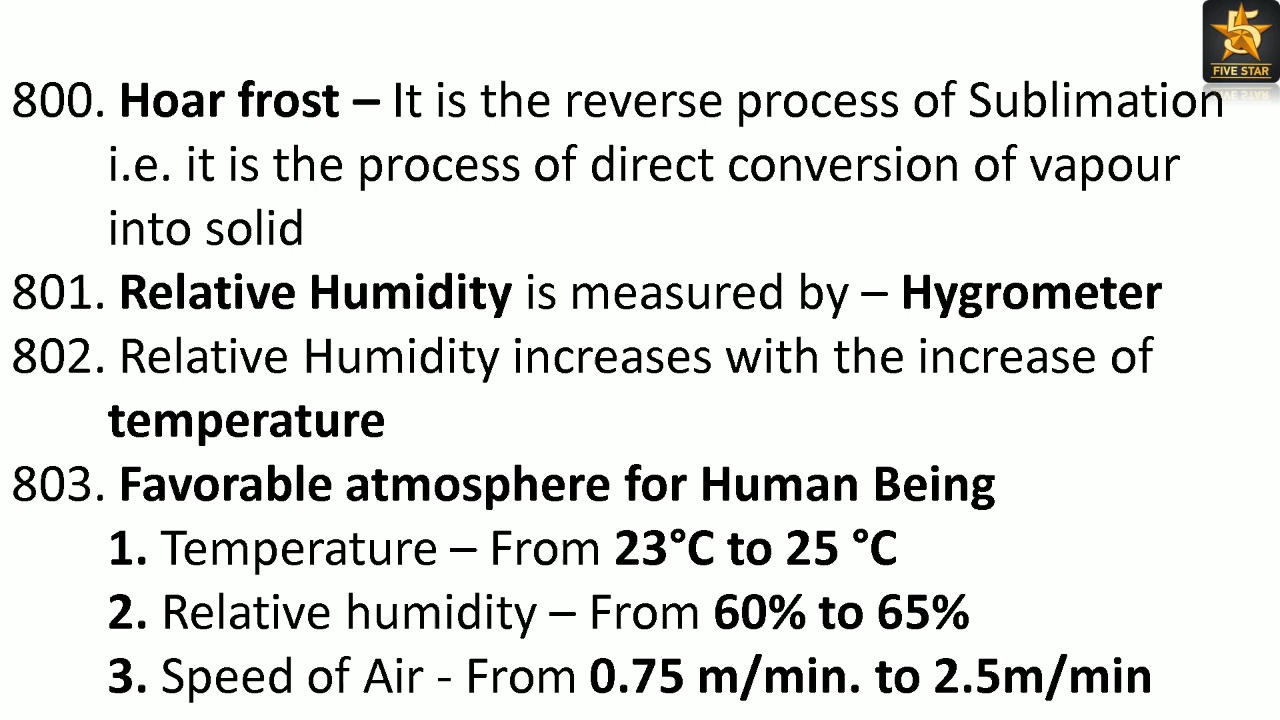 5
FIVE STAR
800. Hoar frost – It is the reverse process of Sublimation
i.e. it is the process of direct conversion of vapour
into solid
801. Relative Humidity is measured by – Hygrometer
802. Relative Humidity increases with the increase of
temperature
803. Favorable atmosphere for Human Being
1. Temperature – From 23°C to 25 °C
2. Relative humidity – From 60% to 65%
3. Speed of Air - From 0.75 m/min. to 2.5m/min